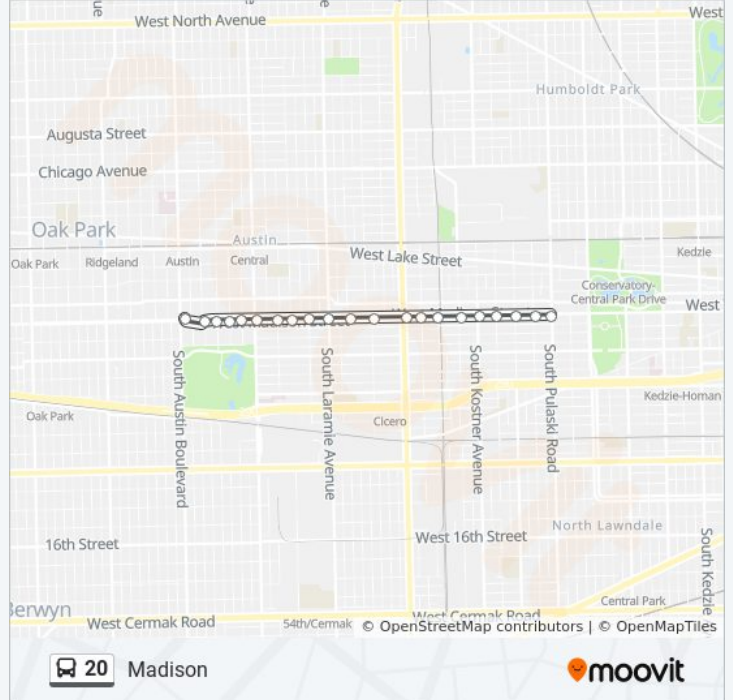 ue
e
West North Avenue
West
Humboldt Park
Augusta Street
Chicago Avenue
Oak Park
Austin
West Lake Street
Kedzie
Oak Park
Ridgeland
Austin
Central
Conservatory-
Central Park Drive
West
South Austin Boulevard
South Laramie Avenue
South Kostner Avenue
South Pulaski Road
Kedzie-Homan
Oak Park
Cicero
North Lawndale
16th Street
West 16th Street
South Kedzie
Central Park
Berwyn
West Cermak Road
54th/Cermak
West Cermak Road
© OpenStreetMap contributors | © OpenMapTiles
20 Madison
moovit